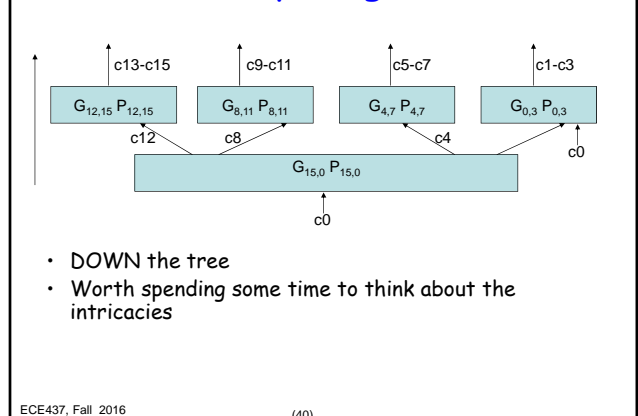 c13-c15 c9-c11 c5-c7 c1-c3
G12,15 P12,15 G8,11 P8,11 G4,7 P4,7 G0,3 P0,3
c12 c8 c4 c0
G15,0 P15,0
c0
• DOWN the tree
• Worth spending some time to think about the
intricacies
ECE437, Fall 2016
(40)